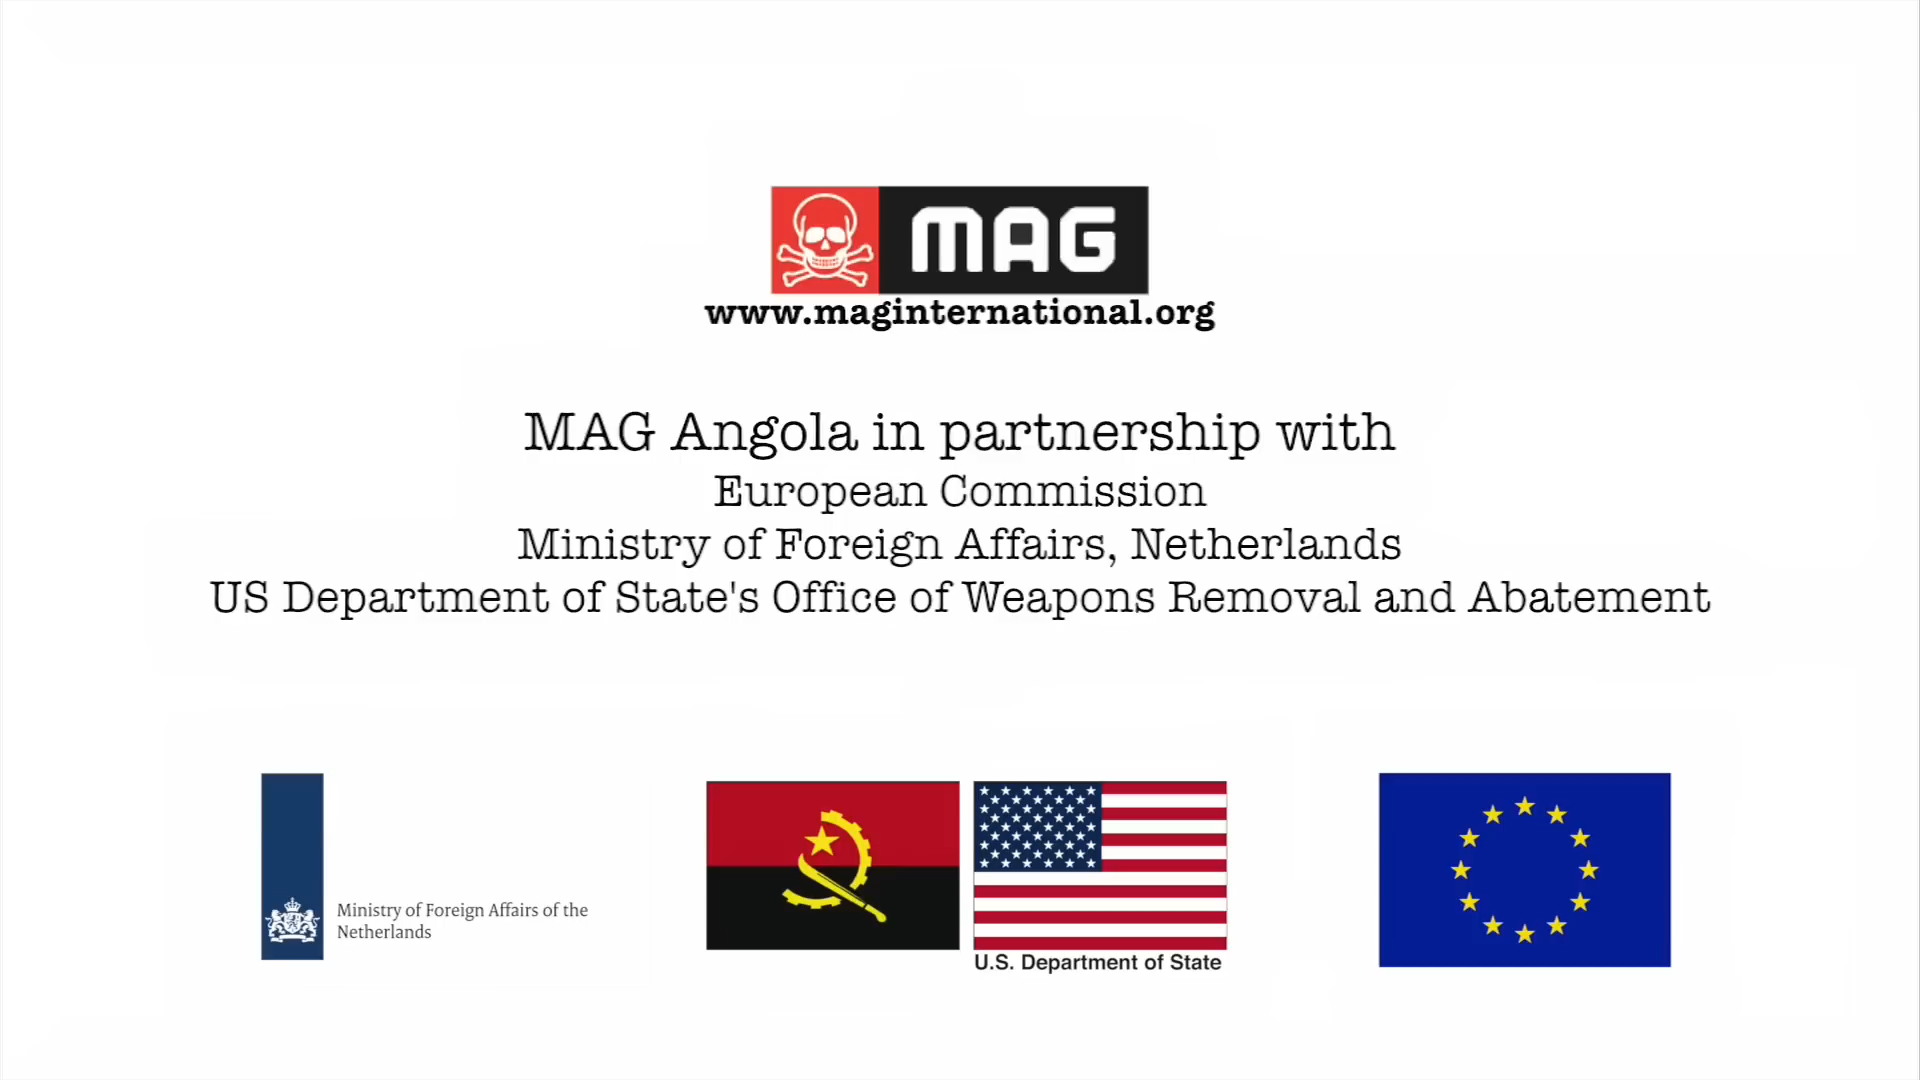 MAG
www.maginternational.org
MAG Angola in partnership with
European Commission
Ministry of Foreign Affairs, Netherlands
US Department of State's Office of Weapons Removal and Abatement
Ministry of Foreign Affairs of the
Netherlands
U.S. Department of State